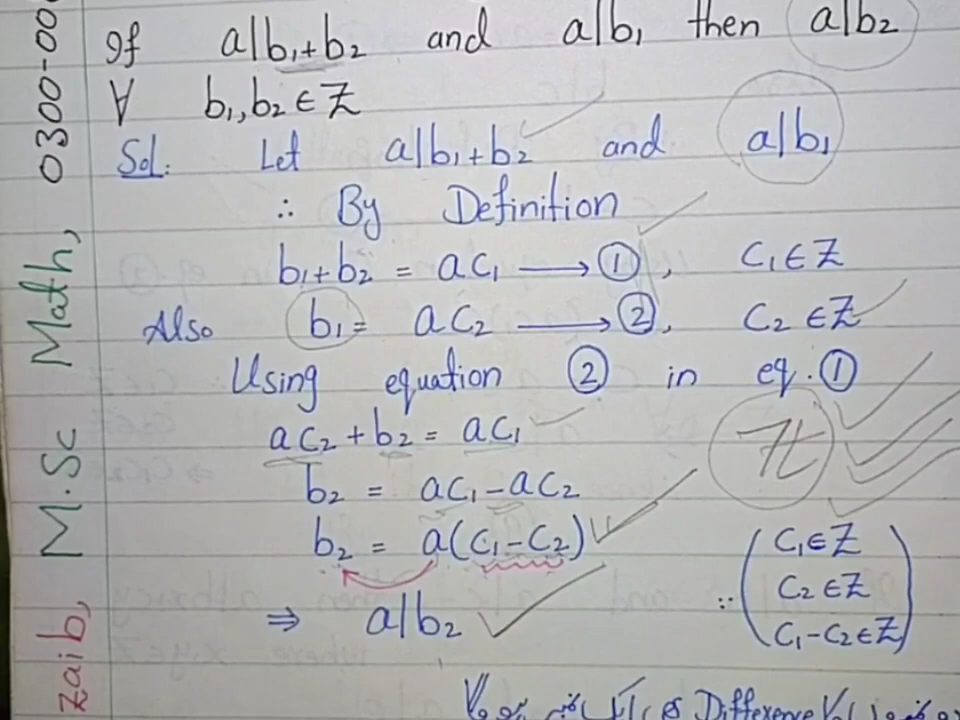 If a|b₁+b₂ and a|b₁ then a|b₂
∀ b₁,b₂ ∈ ℤ
Sol: Let a|b₁+b₂ and a|b₁
∴ By Definition
b₁+b₂ = ac₁ ⟶ ①, C₁ ∈ ℤ
Also b₁ = ac₂ ⟶ ②, C₂ ∈ ℤ
Using equation ② in eq.①
ac₂+b₂ = ac₁
ℤ
b₂ = ac₁-ac₂
b₂ = a(c₁-c₂)
∵ (C₁ ∈ ℤ
C₂ ∈ ℤ
C₁-C₂ ∈ ℤ)
⇒ a|b₂
Difference
zaib, M.Sc Math, 0300-00